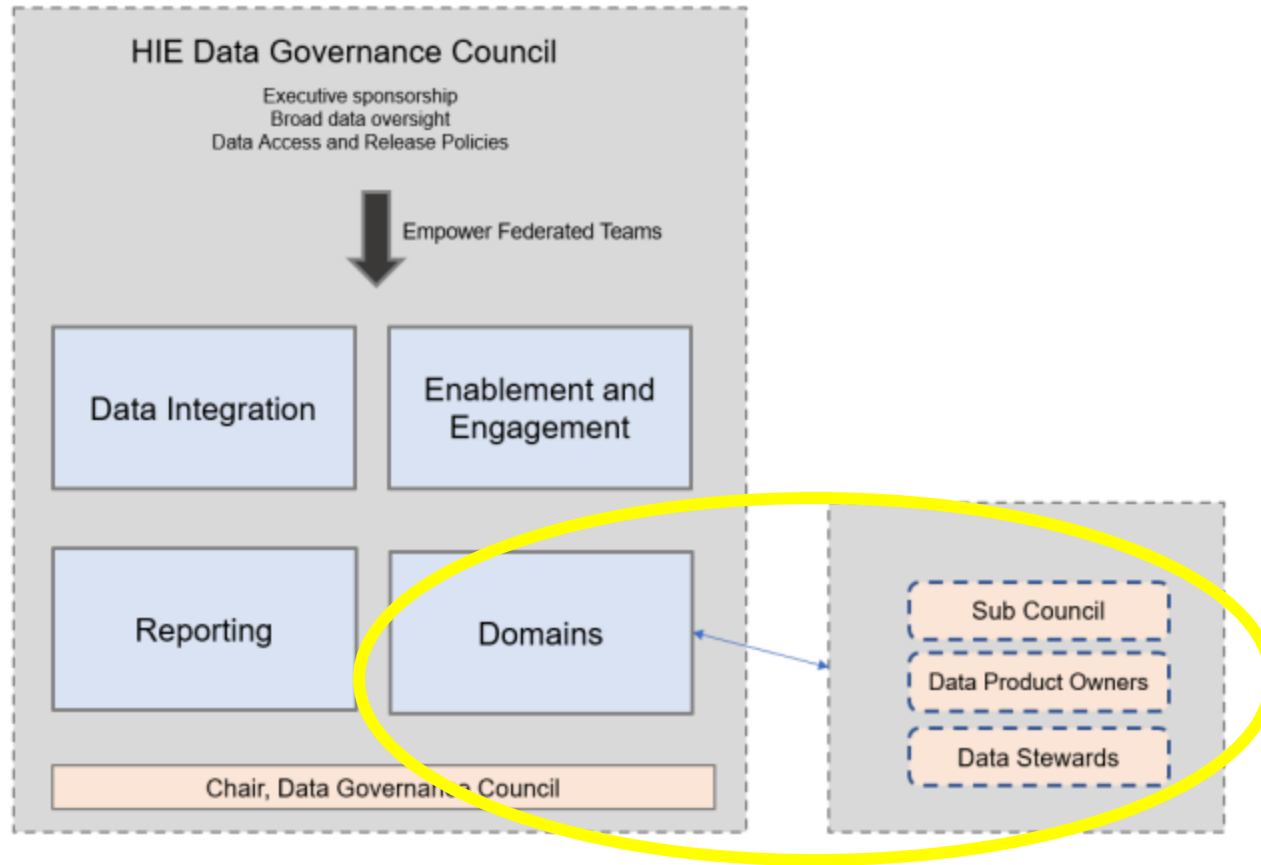 HIE Data Governance Council
Executive sponsorship
Broad data oversight
Data Access and Release Policies
Empower Federated Teams
Data Integration
Enablement and
Engagement
Reporting
Domains
Sub Council
Data Product Owners
Data Stewards
Chair, Data Governance Council